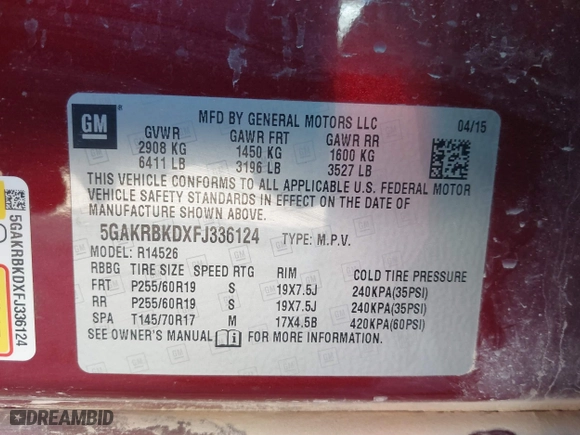 GM
MFD BY GENERAL MOTORS LLC
04/15
GVWR GAWR FRT GAWR RR
2908 KG 1450 KG 1600 KG
6411 LB 3196 LB 3527 LB
THIS VEHICLE CONFORMS TO ALL APPLICABLE U.S. FEDERAL MOTOR
VEHICLE SAFETY STANDARDS IN EFFECT ON THE DATE OF
MANUFACTURE SHOWN ABOVE.
5GAKRBKDXFJ336124 TYPE: M.P.V.
MODEL: R14526
RBBG TIRE SIZE SPEED RTG RIM COLD TIRE PRESSURE
FRT P255/60R19 S 19X7.5J 240KPA(35PSI)
RR P255/60R19 S 19X7.5J 240KPA(35PSI)
SPA T145/70R17 M 17X4.5B 420KPA(60PSI)
SEE OWNER'S MANUAL FOR MORE INFORMATION.
5GAKRBKDXFJ336124
DREAMBID